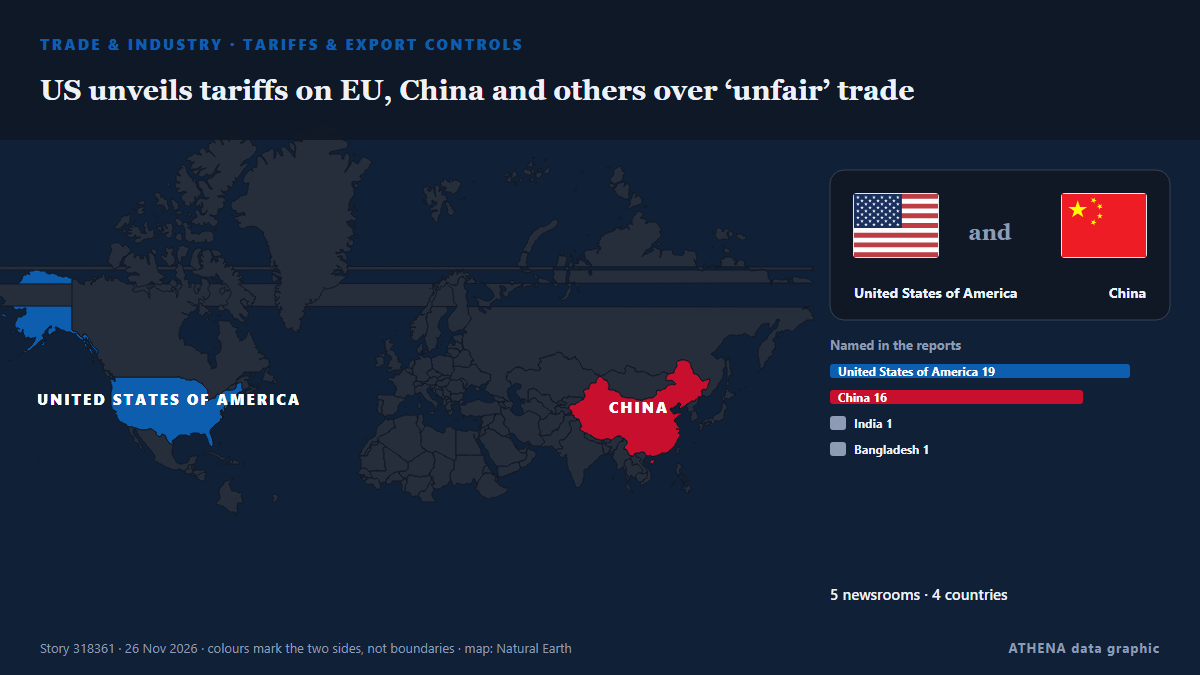 TRADE & INDUSTRY · TARIFFS & EXPORT CONTROLS
US unveils tariffs on EU, China and others over ‘unfair’ trade
UNITED STATES OF AMERICA
CHINA
and
United States of America
China
Named in the reports
United States of America 19
China 16
India 1
Bangladesh 1
5 newsrooms · 4 countries
Story 318361 · 26 Nov 2026 · colours mark the two sides, not boundaries · map: Natural Earth
ATHENA data graphic